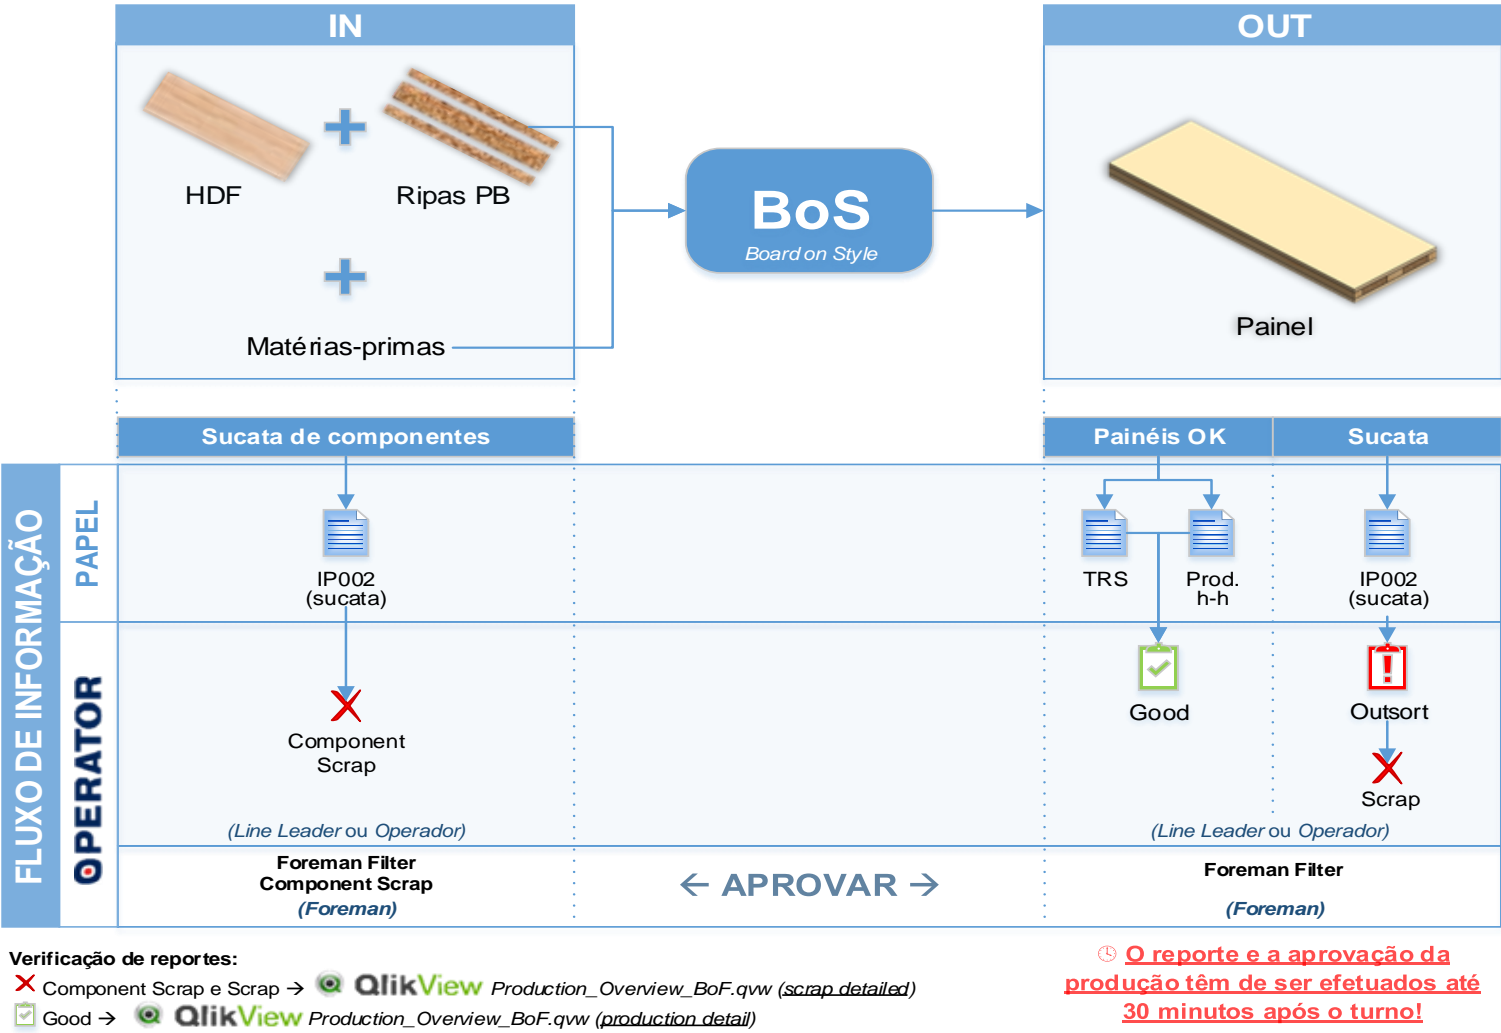 IN
OUT
HDF
Ripas PB
Matérias-primas
BoS
Board on Style
Painel
Sucata de componentes
Painéis OK
Sucata
FLUXO DE INFORMAÇÃO
PAPEL
IP002
(sucata)
TRS
Prod.
h-h
IP002
(sucata)
OPERATOR
Component
Scrap
Good
Outsort
Scrap
(Line Leader ou Operador)
(Line Leader ou Operador)
Foreman Filter
Component Scrap
(Foreman)
← APROVAR →
Foreman Filter
(Foreman)
Verificação de reportes:
Component Scrap e Scrap → QlikView Production_Overview_BoF.qvw (scrap detailed)
Good → QlikView Production_Overview_BoF.qvw (production detail)
O reporte e a aprovação da
produção têm de ser efetuados até
30 minutos após o turno!